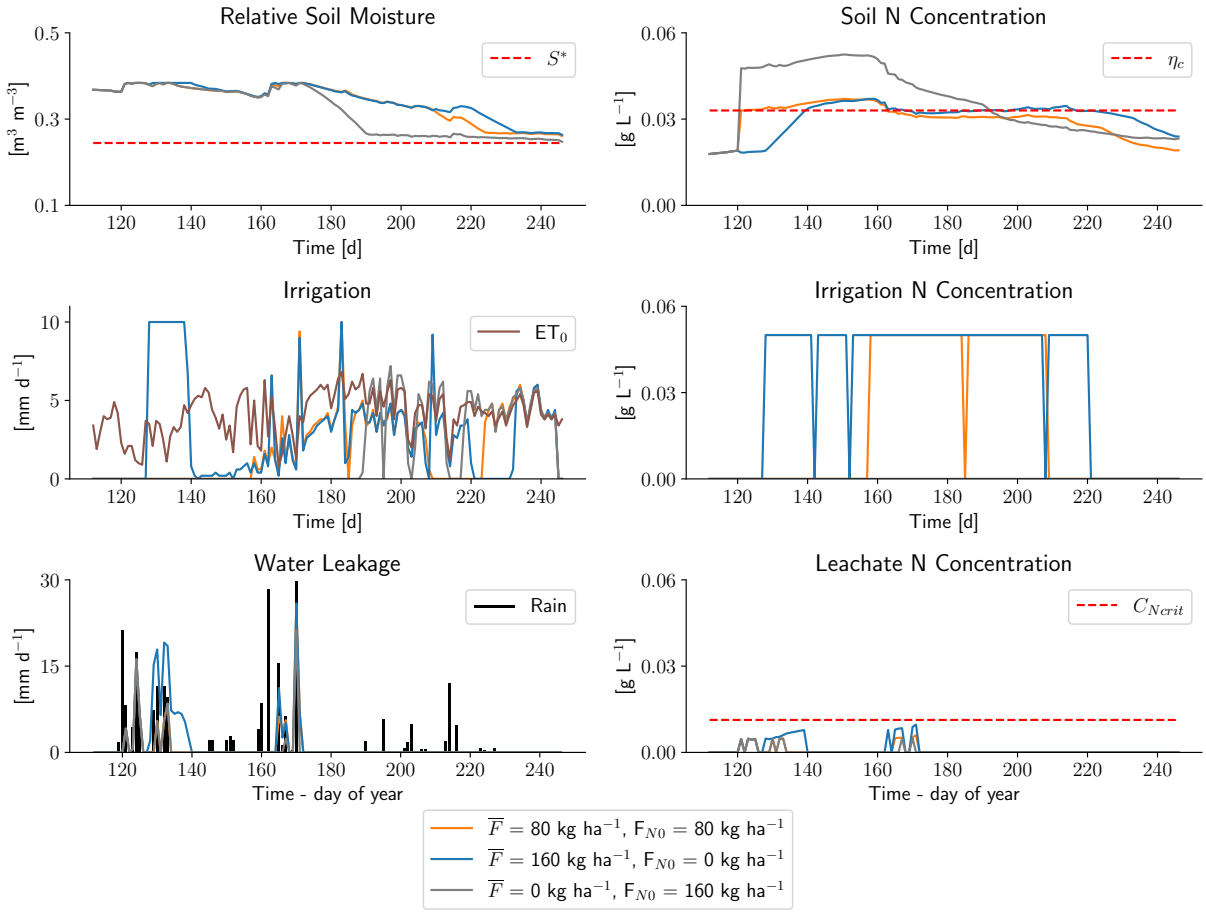 Relative Soil Moisture
0.5
0.3
0.1
[m³ m⁻³]
S*
120 140 160 180 200 220 240
Time [d]
Soil N Concentration
0.06
0.03
0.00
[g L⁻¹]
η_c
120 140 160 180 200 220 240
Time [d]
Irrigation
10
5
0
[mm d⁻¹]
ET₀
120 140 160 180 200 220 240
Time [d]
Irrigation N Concentration
0.06
0.03
0.00
[g L⁻¹]
120 140 160 180 200 220 240
Time [d]
Water Leakage
30
15
0
[mm d⁻¹]
Rain
120 140 160 180 200 220 240
Time - day of year
Leachate N Concentration
0.06
0.03
0.00
[g L⁻¹]
C_Ncrit
120 140 160 180 200 220 240
Time - day of year
F̅ = 80 kg ha⁻¹, F_N0 = 80 kg ha⁻¹
F̅ = 160 kg ha⁻¹, F_N0 = 0 kg ha⁻¹
F̅ = 0 kg ha⁻¹, F_N0 = 160 kg ha⁻¹